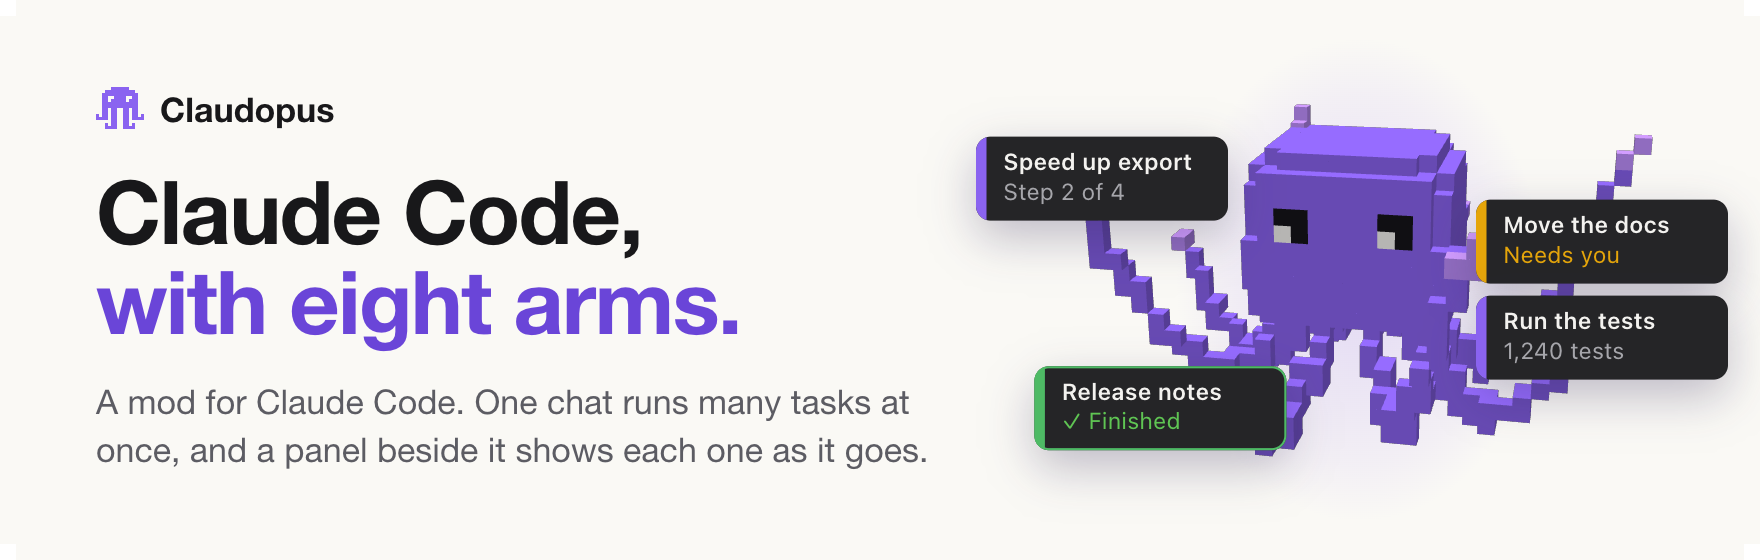 Claudopus
Claude Code,
with eight arms.
A mod for Claude Code. One chat runs many tasks at
once, and a panel beside it shows each one as it goes.
Speed up export
Step 2 of 4
Move the docs
Needs you
Run the tests
1,240 tests
Release notes
✓ Finished